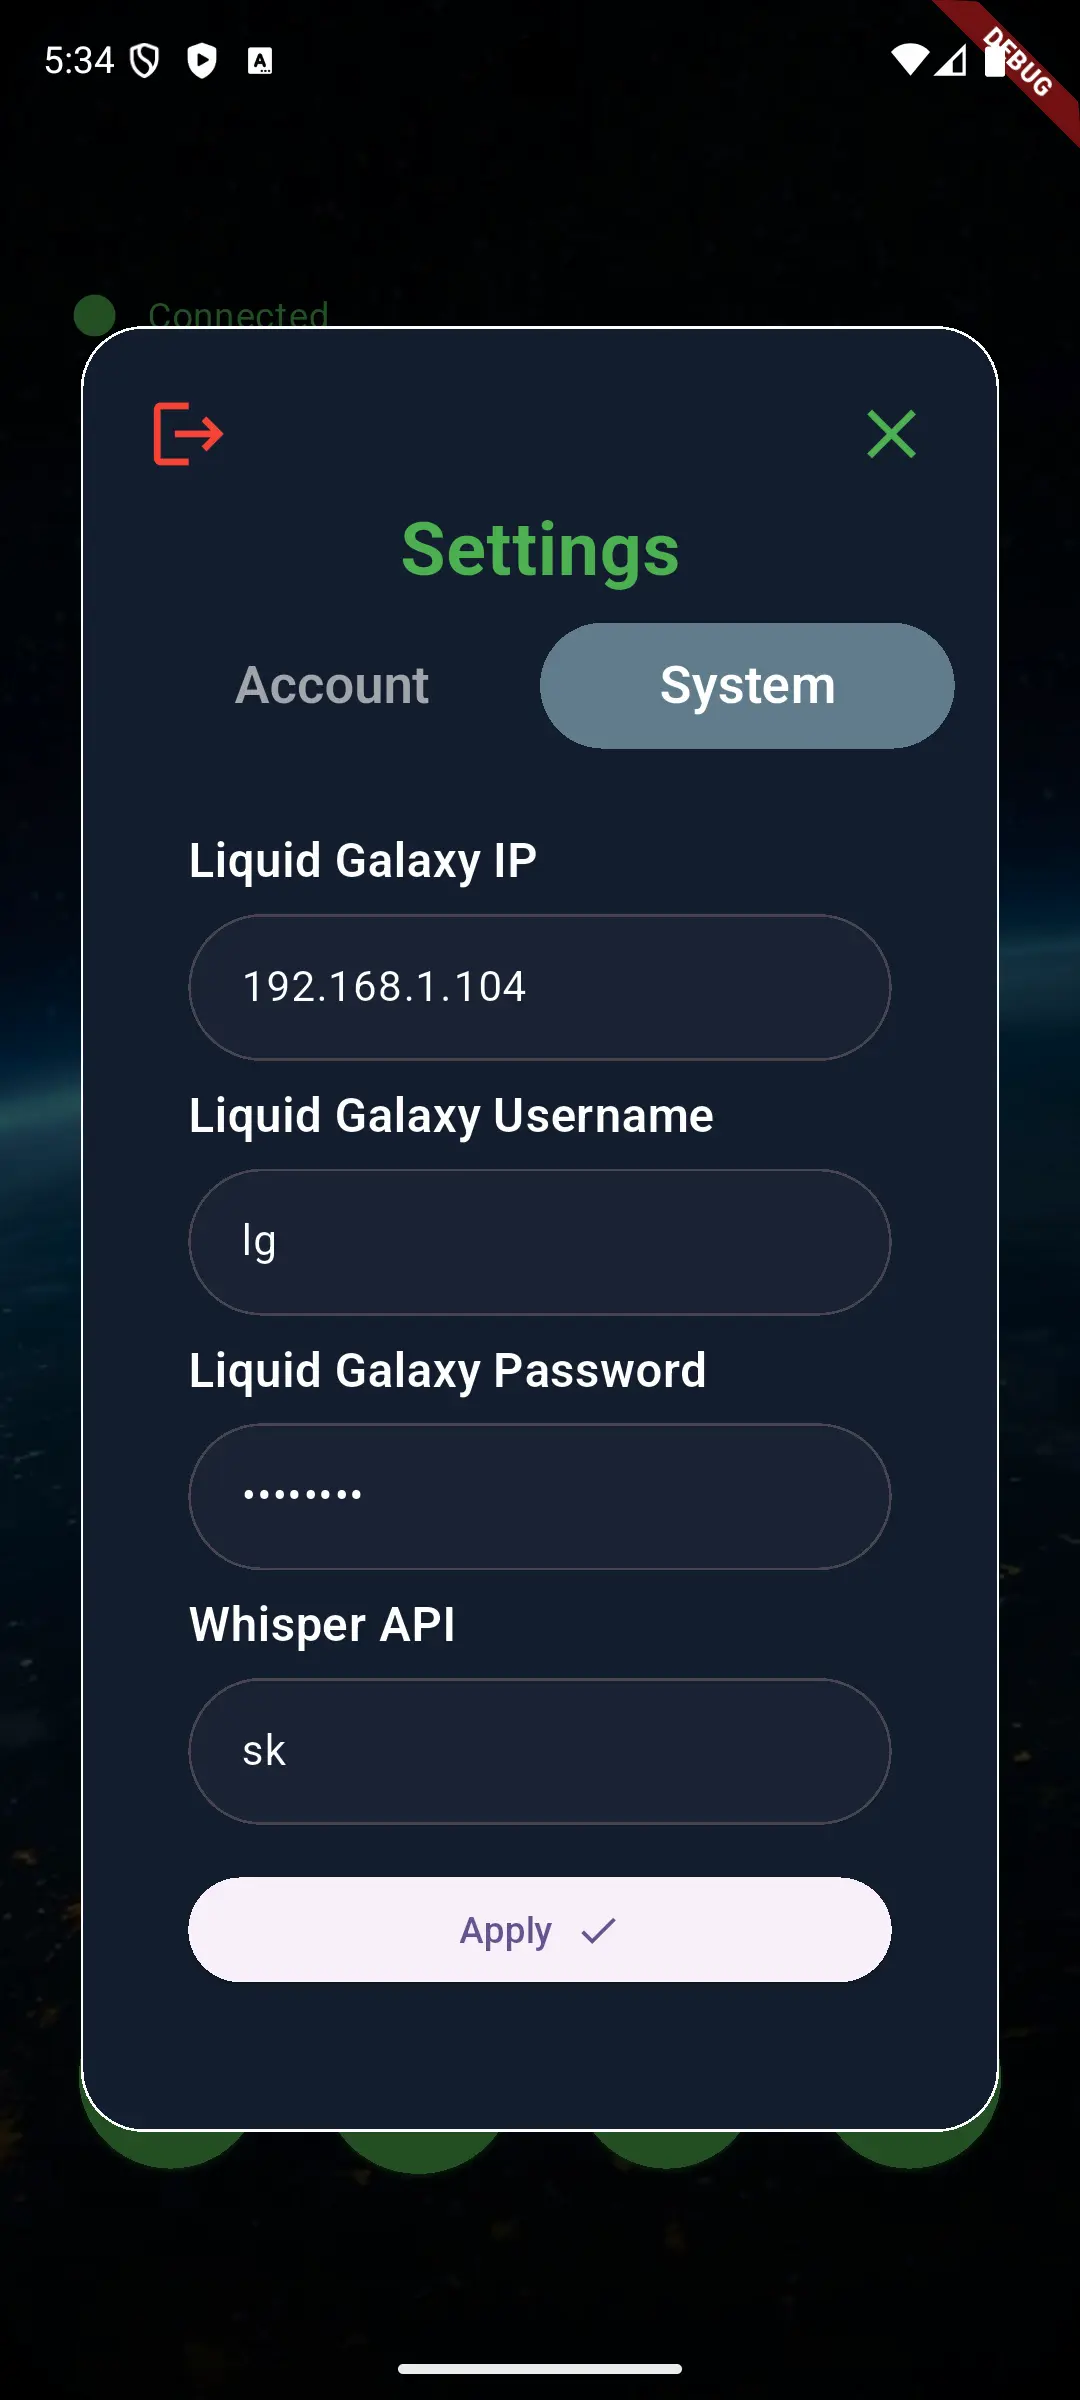 5:34
DEBUG
Connected
Settings
Account
System
Liquid Galaxy IP
192.168.1.104
Liquid Galaxy Username
lg
Liquid Galaxy Password
••••••••
Whisper API
sk
Apply